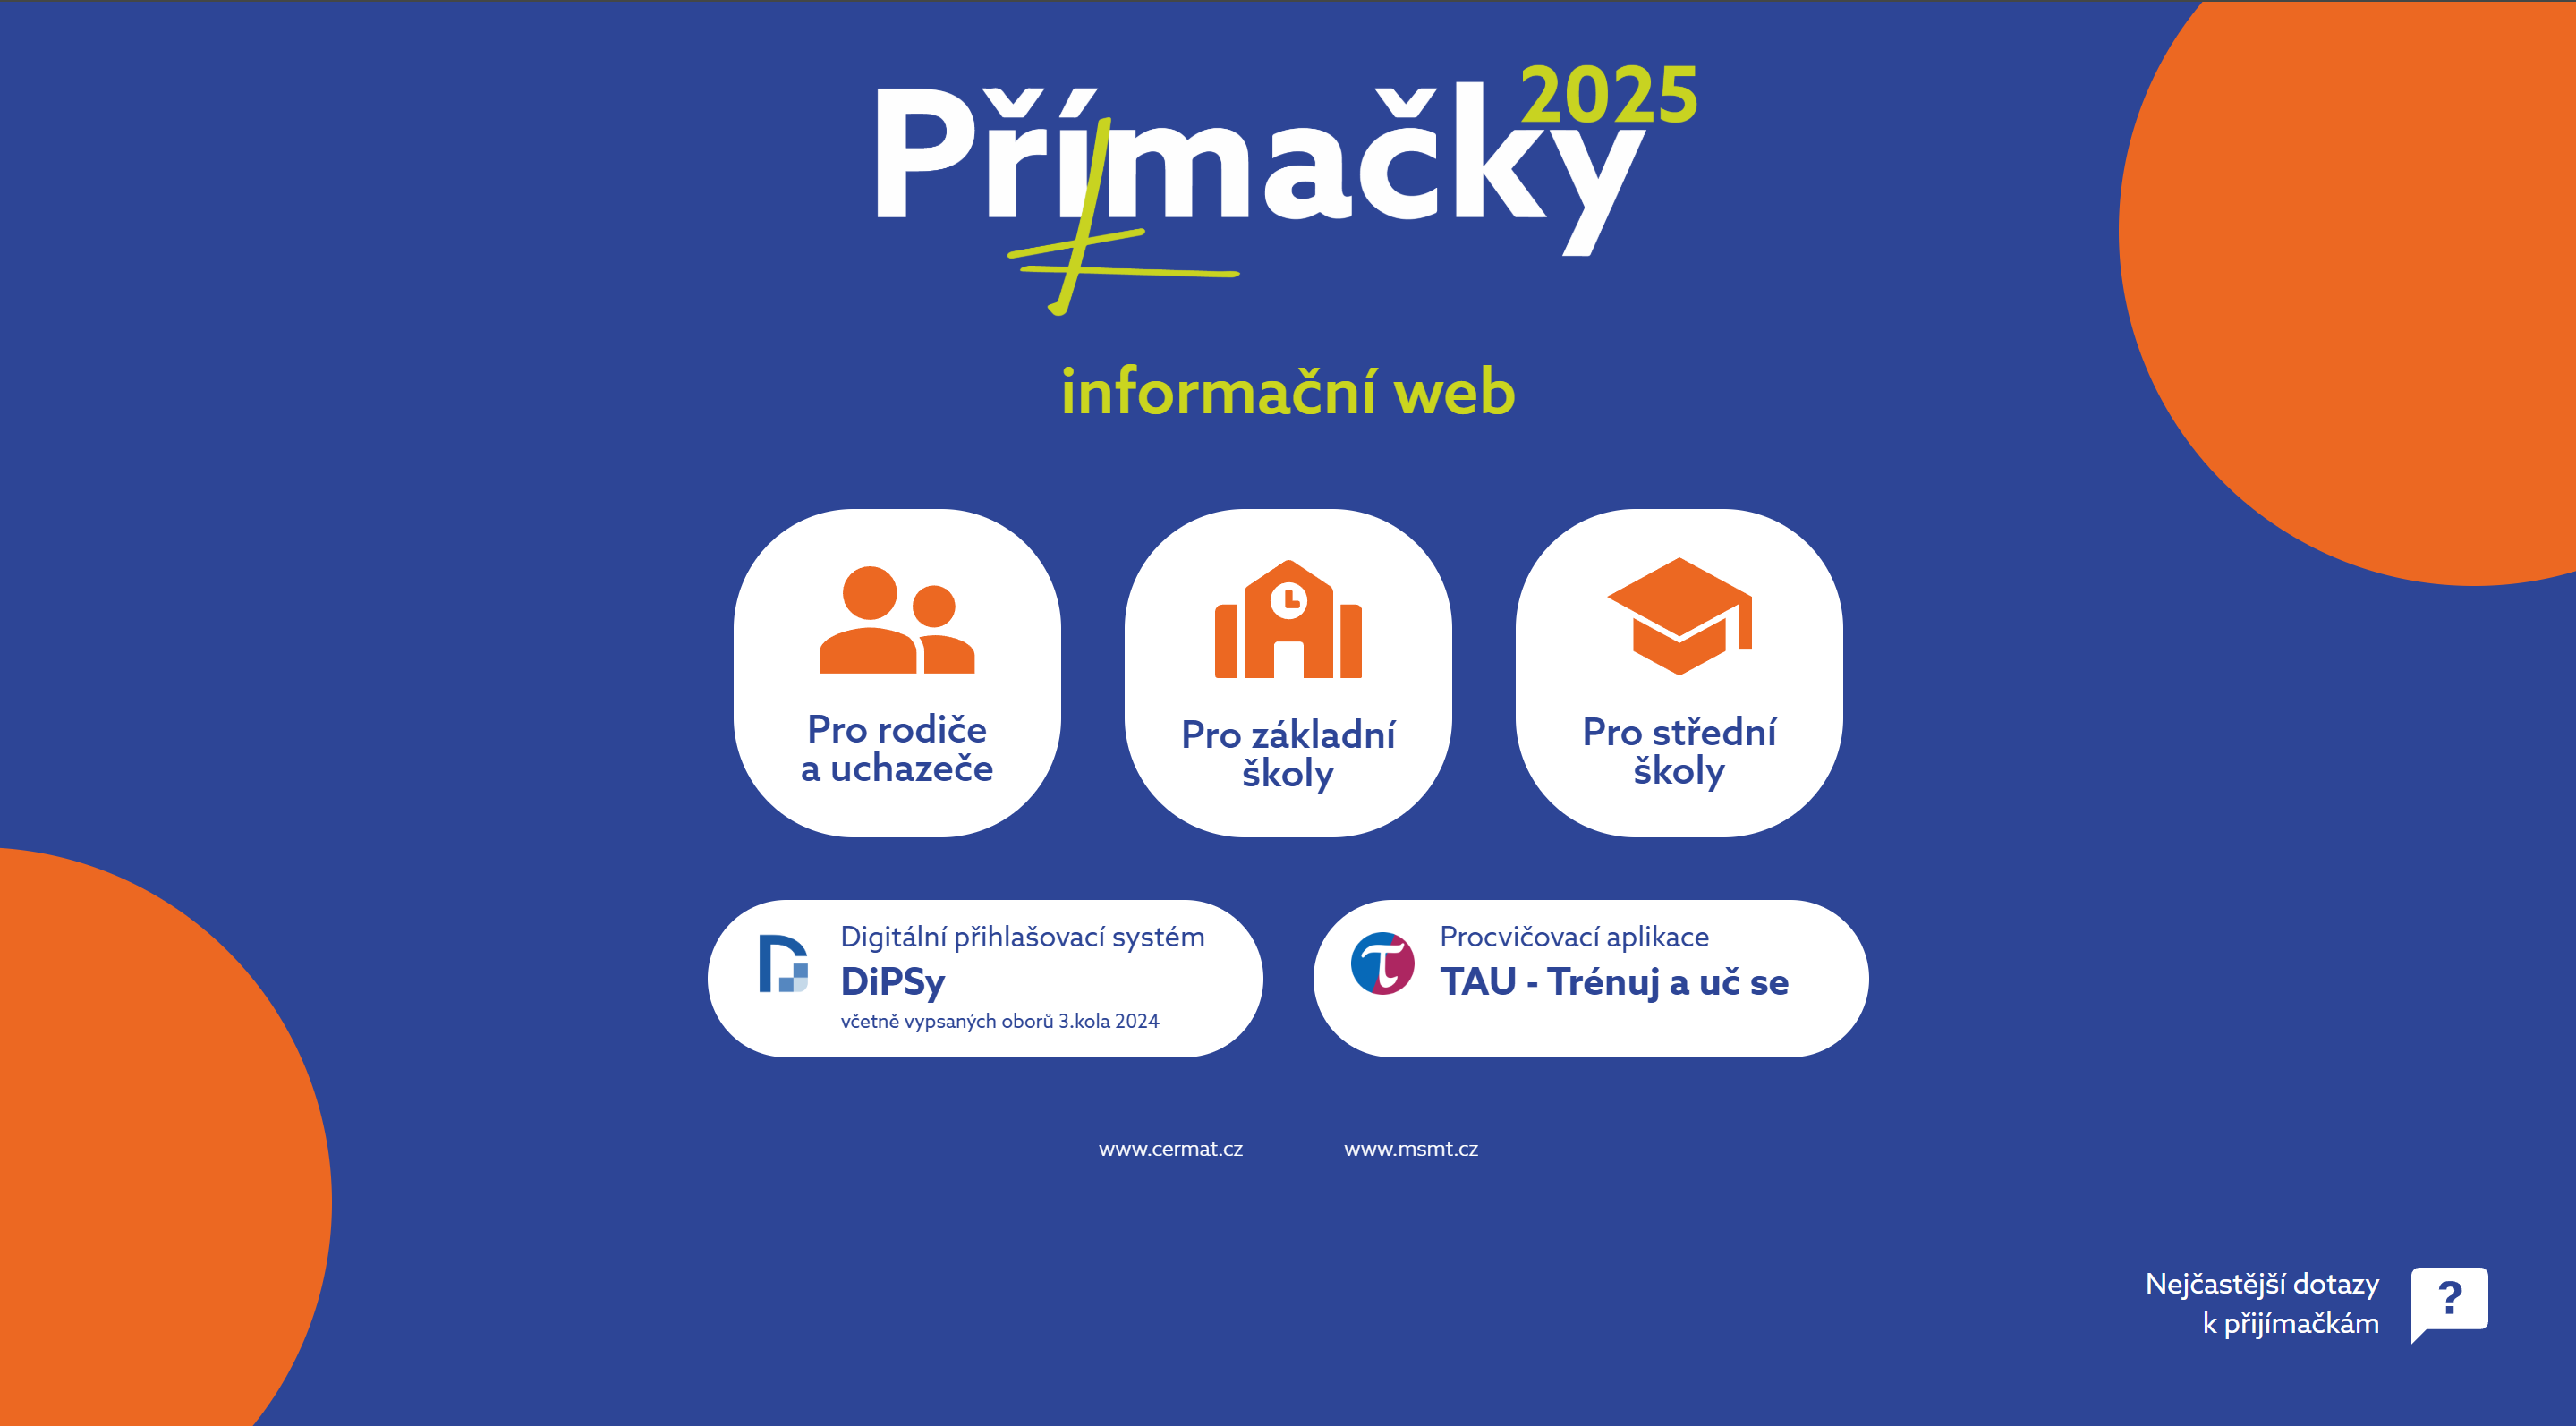 Přímačky 2025
informační web
Pro rodiče
a uchazeče
Pro základní
školy
Pro střední
školy
Digitální přihlašovací systém
DiPSy
včetně vypsaných oborů 3.kola 2024
Procvičovací aplikace
TAU - Trénuj a uč se
www.cermat.cz
www.msmt.cz
Nejčastější dotazy
k přijímačkám
?